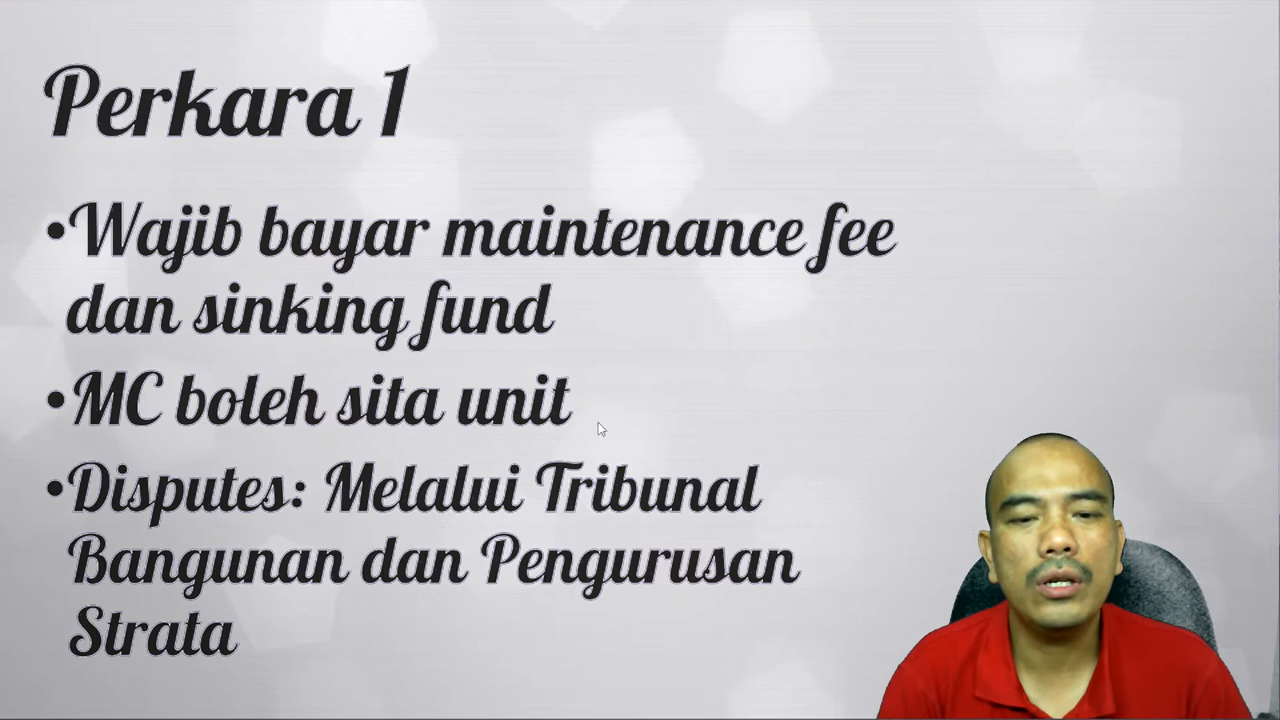 Perkara 1
•Wajib bayar maintenance fee
dan sinking fund
•MC boleh sita unit
•Disputes: Melalui Tribunal
Bangunan dan Pengurusan
Strata